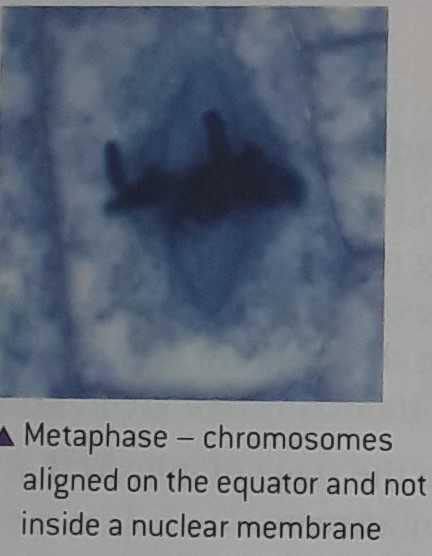 ▲ Metaphase – chromosomes
aligned on the equator and not
inside a nuclear membrane